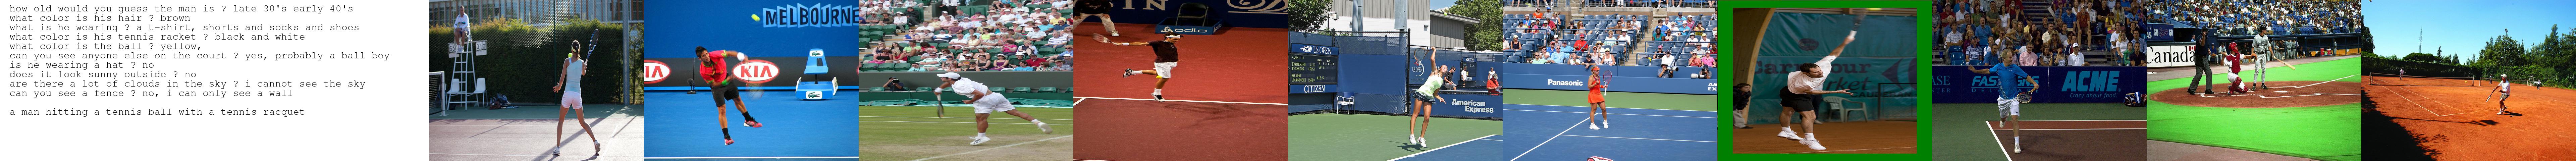 how old would you guess the man is ? late 30's early 40's
what color is his hair ? brown
what is he wearing ? a t-shirt, shorts and socks and shoes
what color is his tennis racket ? black and white
what color is the ball ? yellow,
can you see anyone else on the court ? yes, probably a ball boy
is he wearing a hat ? no
does it look sunny outside ? no
are there a lot of clouds in the sky ? i cannot see the sky
can you see a fence ? no, i can only see a wall
a man hitting a tennis ball with a tennis racquet
MELBOURNE
KIA
US OPEN
CITIZEN
American
Express
Panasonic
ACME.
Canada